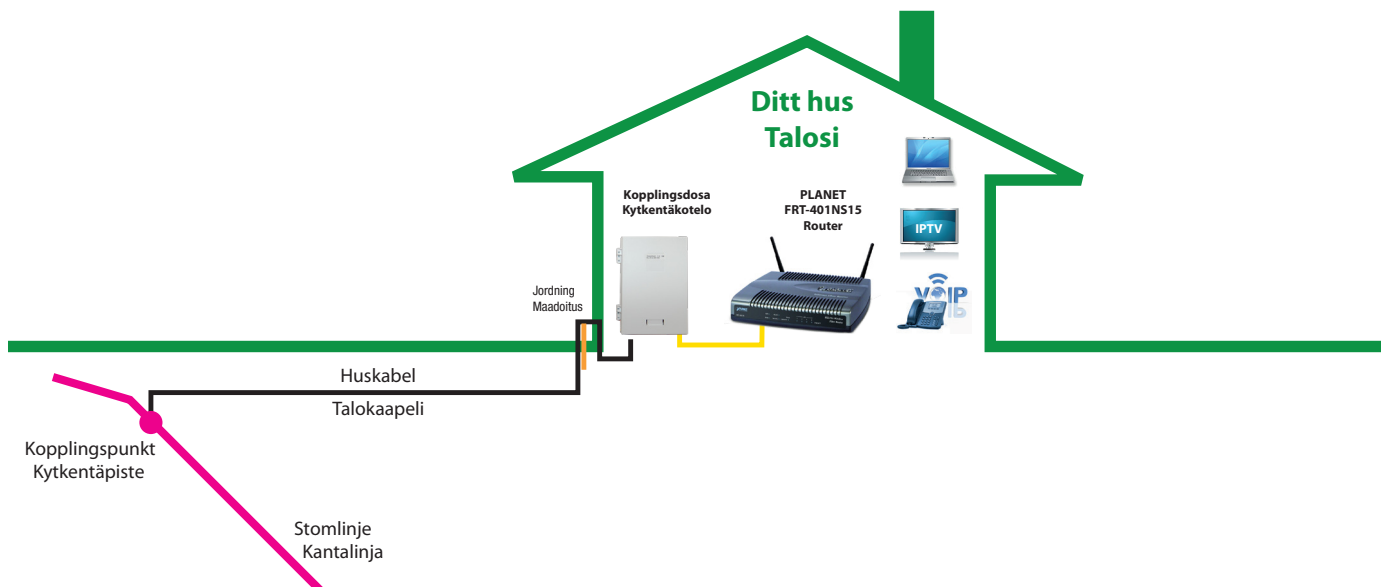 Ditt hus
Talosi
Kopplingsdosa
Kytkentäkotelo
PLANET
FRT-401NS15
Router
IPTV
VOIP
Jordning
Maadoitus
Huskabel
Talokaapeli
Kopplingspunkt
Kytkentäpiste
Stomlinje
Kantalinja